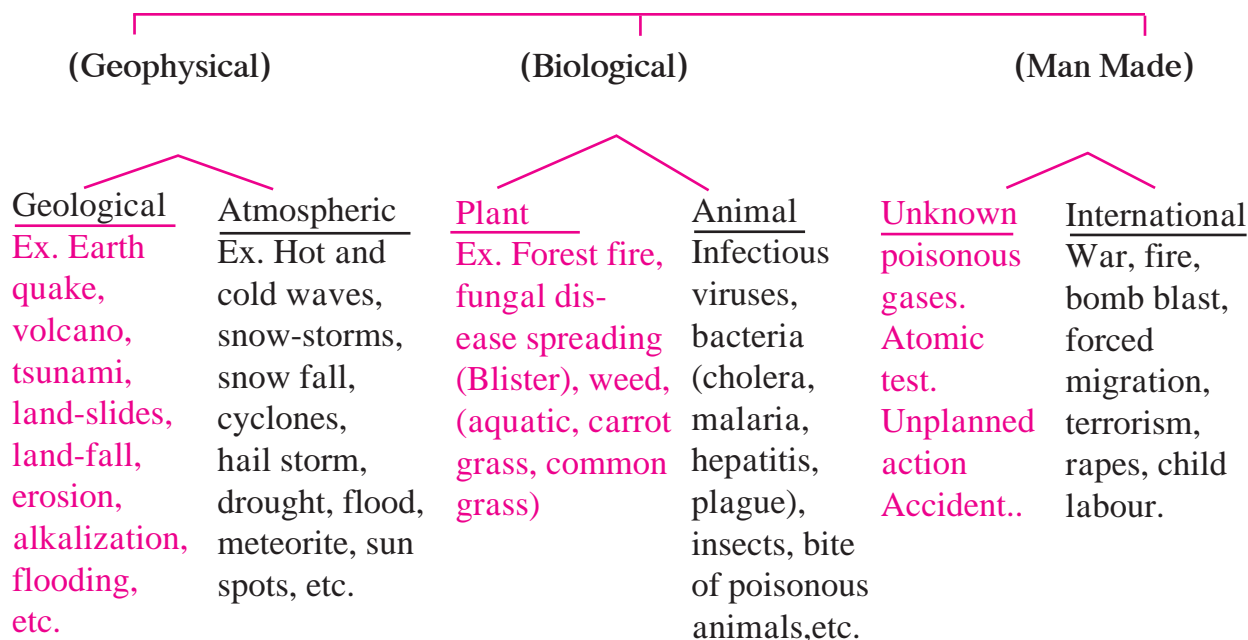 (Geophysical)
(Biological)
(Man Made)
Geological
Ex. Earth
quake,
volcano,
tsunami,
land-slides,
land-fall,
erosion,
alkalization,
flooding,
etc.
Atmospheric
Ex. Hot and
cold waves,
snow-storms,
snow fall,
cyclones,
hail storm,
drought, flood,
meteorite, sun
spots, etc.
Plant
Ex. Forest fire,
fungal dis-
ease spreading
(Blister), weed,
(aquatic, carrot
grass, common
grass)
Animal
Infectious
viruses,
bacteria
(cholera,
malaria,
hepatitis,
plague),
insects, bite
of poisonous
animals,etc.
Unknown
poisonous
gases.
Atomic
test.
Unplanned
action
Accident..
International
War, fire,
bomb blast,
forced
migration,
terrorism,
rapes, child
labour.